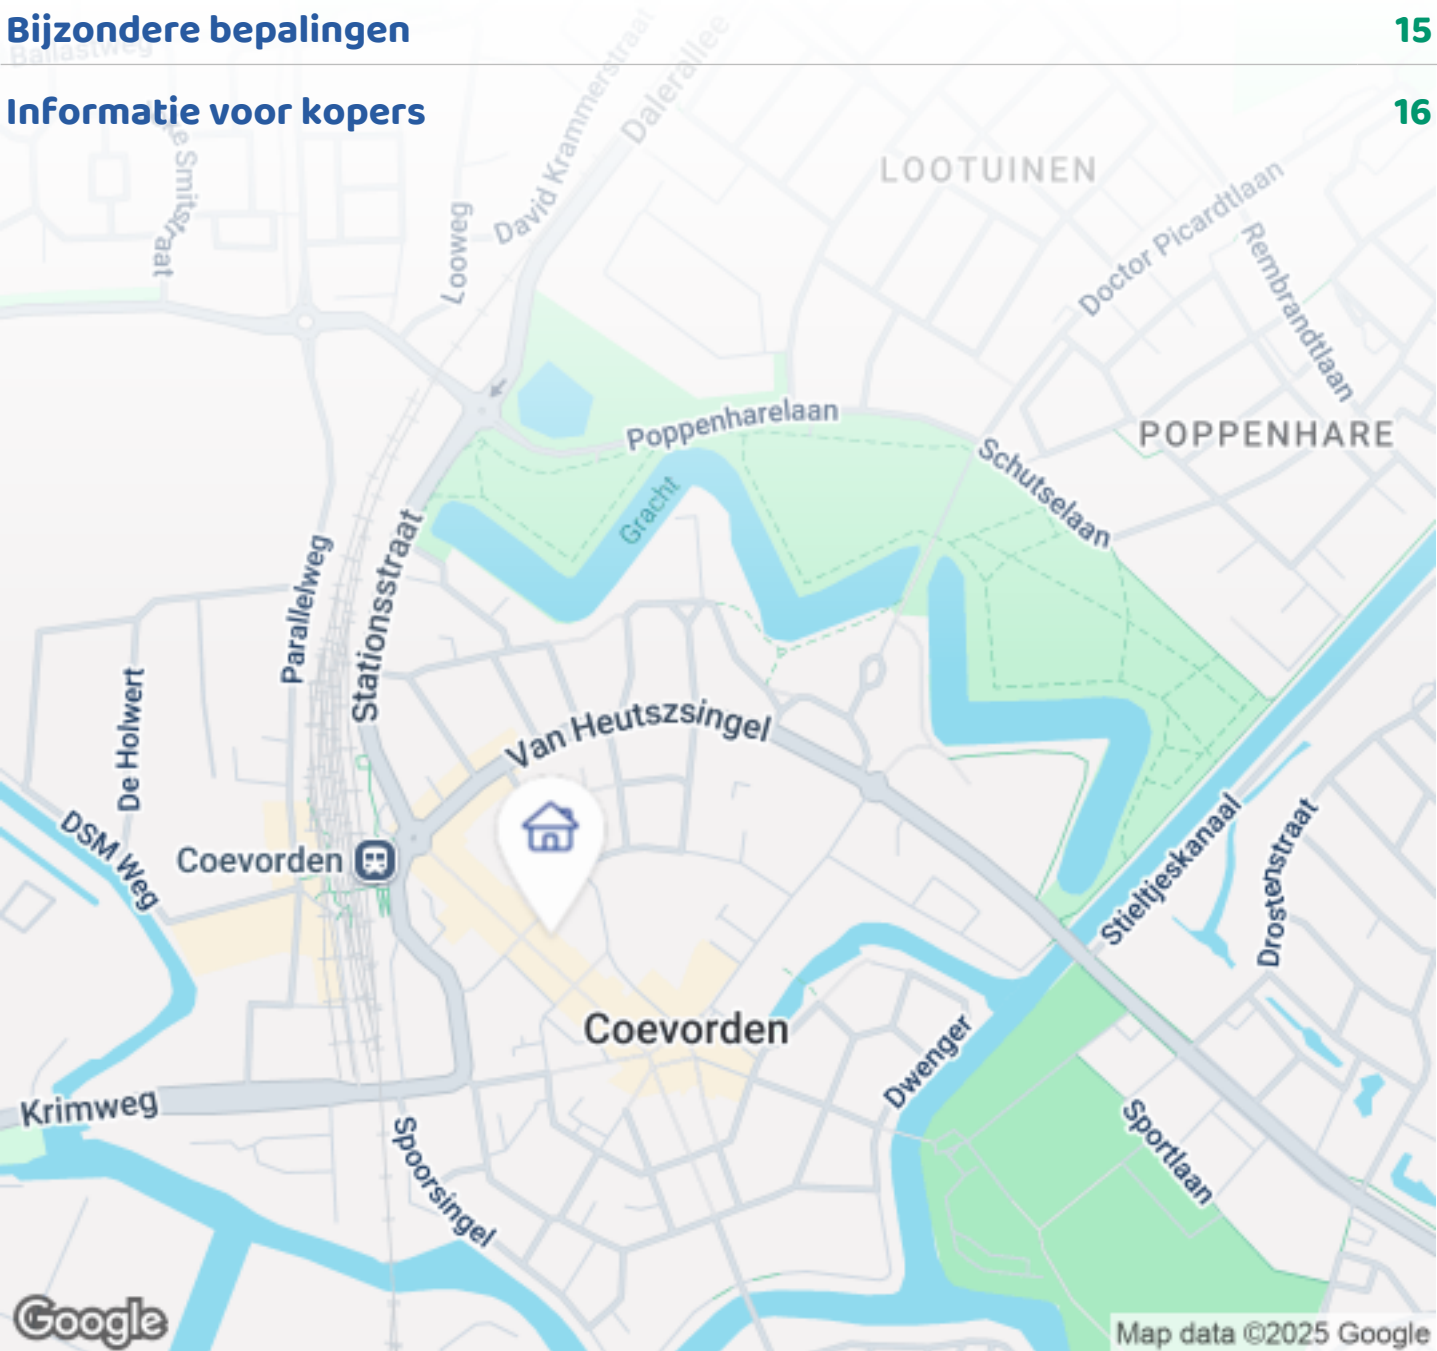 Bijzondere bepalingen 15
Ballastweg
Informatie voor kopers 16
David Krammerstraat
Dalerallee
LOOTUINEN
Looweg
Doctor Picardtlaan
Rembrandtlaan
Poppenharelaan
POPPENHARE
Schutselaan
Gracht
Parallelweg
Stationsstraat
De Holwert
Van Heutszsingel
DSM Weg
Coevorden
Stieltjeskanaal
Drostenstraat
Coevorden
Dwenger
Krimweg
Sportlaan
Spoorsingel
Google
Map data ©2025 Google